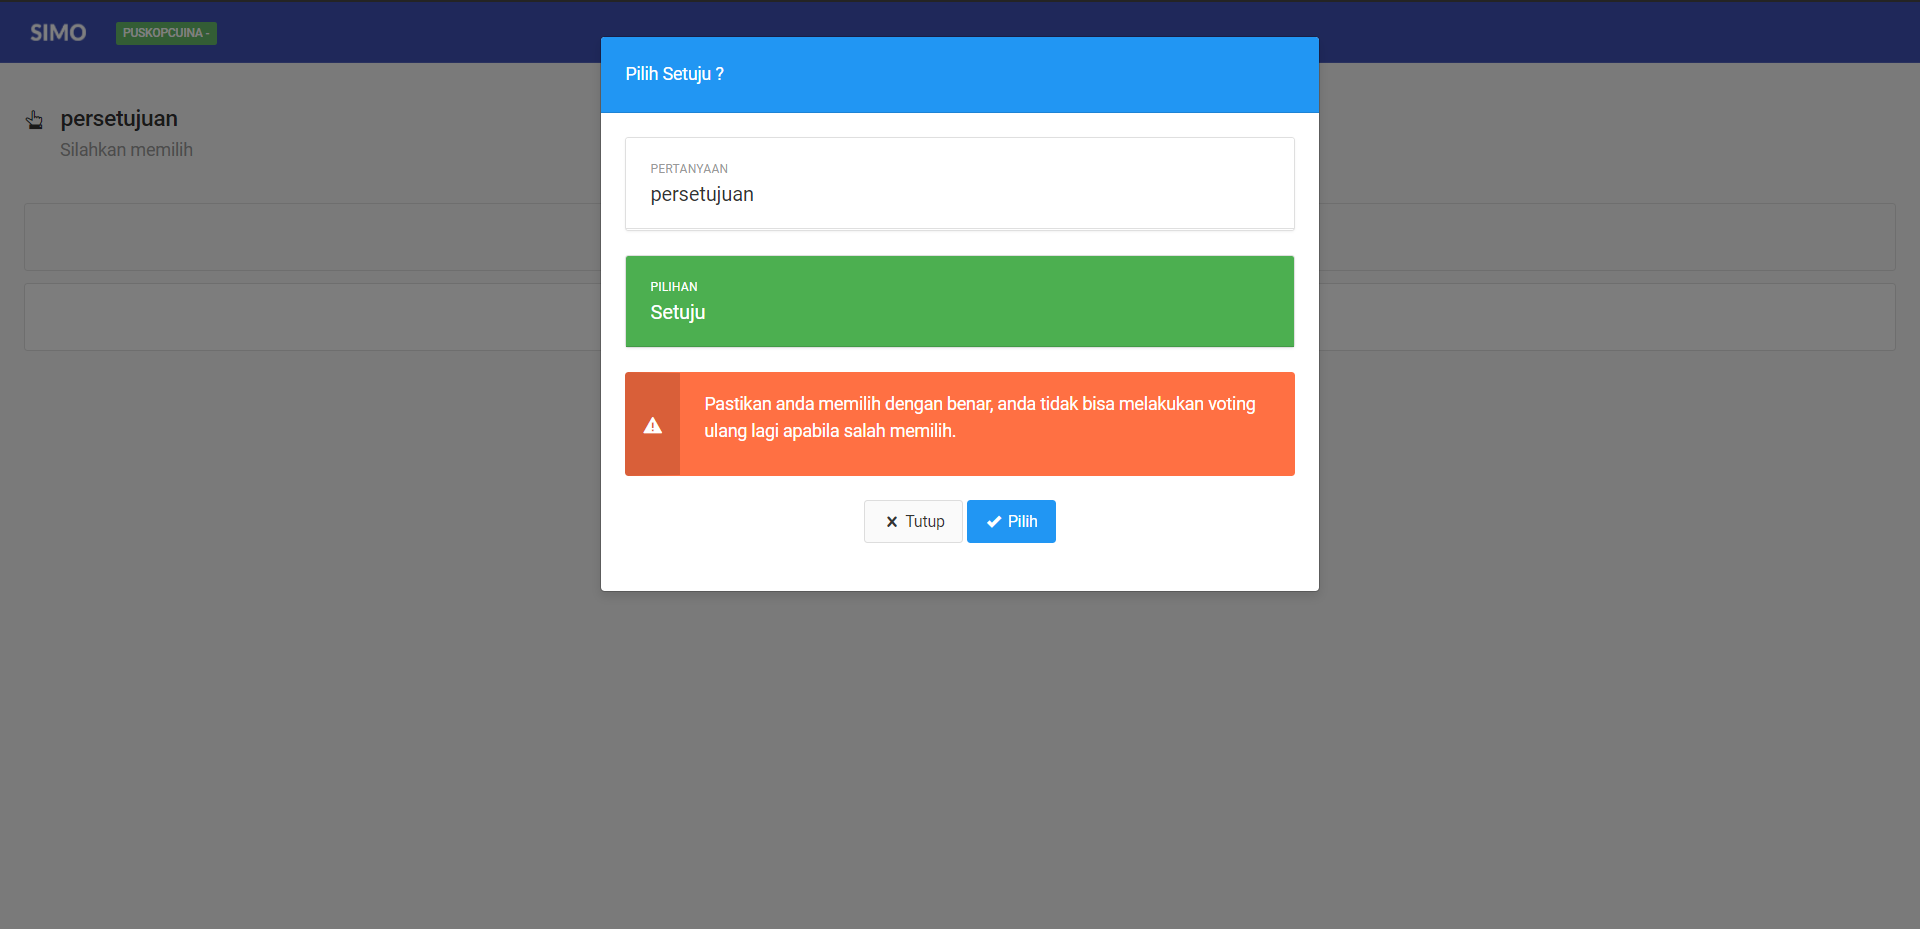 SIMO
PUSKOPCUINA -
persetujuan
Silahkan memilih
Pilih Setuju ?
PERTANYAAN
persetujuan
PILIHAN
Setuju
Pastikan anda memilih dengan benar, anda tidak bisa melakukan voting
ulang lagi apabila salah memilih.
Tutup
Pilih